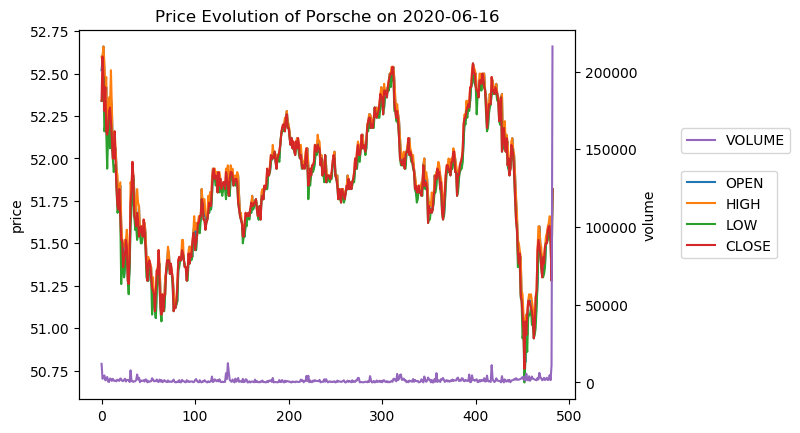 Price Evolution of Porsche on 2020-06-16
52.75
52.50
52.25
52.00
51.75
51.50
51.25
51.00
50.75
price
0
100
200
300
400
500
200000
150000
100000
50000
0
volume
VOLUME
OPEN
HIGH
LOW
CLOSE